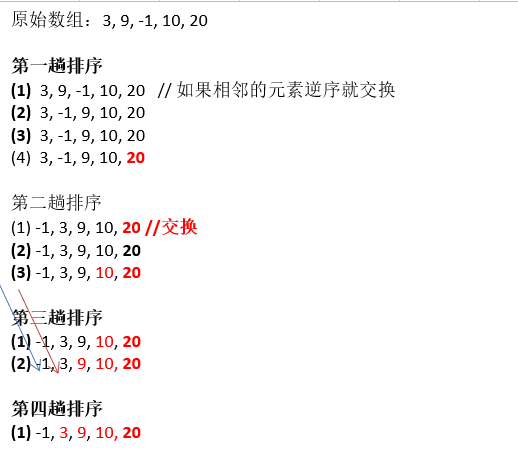 原始数组：3, 9, -1, 10, 20
第一趟排序
(1) 3, 9, -1, 10, 20 // 如果相邻的元素逆序就交换
(2) 3, -1, 9, 10, 20
(3) 3, -1, 9, 10, 20
(4) 3, -1, 9, 10, 20
第二趟排序
(1) -1, 3, 9, 10, 20 //交换
(2) -1, 3, 9, 10, 20
(3) -1, 3, 9, 10, 20
第三趟排序
(1) -1, 3, 9, 10, 20
(2) -1, 3, 9, 10, 20
第四趟排序
(1) -1, 3, 9, 10, 20